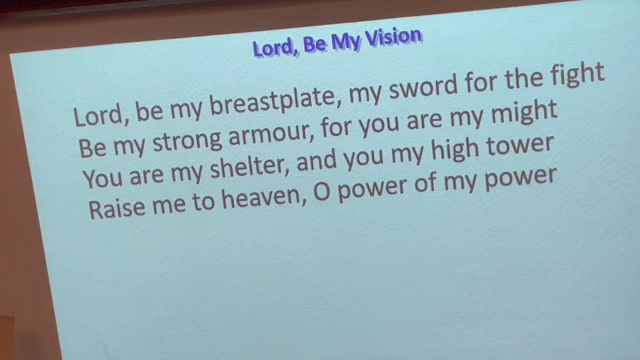 Lord, Be My Vision
Lord, be my breastplate, my sword for the fight
Be my strong armour, for you are my might
You are my shelter, and you my high tower
Raise me to heaven, O power of my power